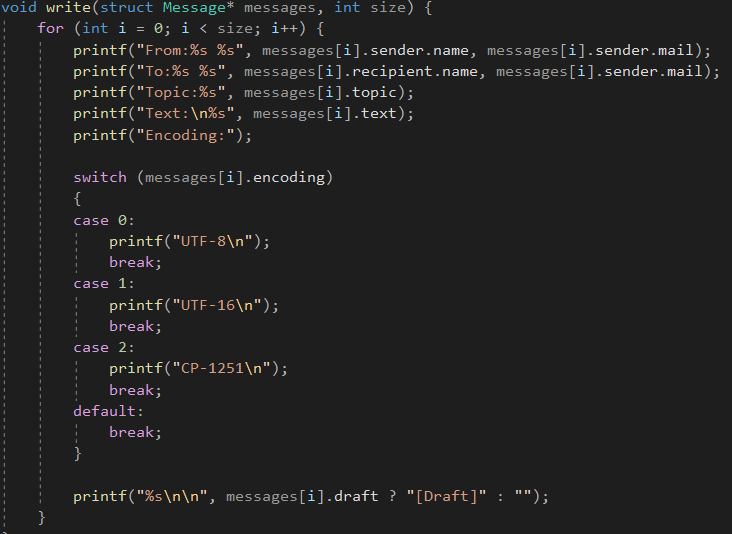 void write(struct Message* messages, int size) {
    for (int i = 0; i < size; i++) {
        printf("From:%s %s", messages[i].sender.name, messages[i].sender.mail);
        printf("To:%s %s", messages[i].recipient.name, messages[i].sender.mail);
        printf("Topic:%s", messages[i].topic);
        printf("Text:\n%s", messages[i].text);
        printf("Encoding:");

        switch (messages[i].encoding)
        {
        case 0:
            printf("UTF-8\n");
            break;
        case 1:
            printf("UTF-16\n");
            break;
        case 2:
            printf("CP-1251\n");
            break;
        default:
            break;
        }

        printf("%s\n\n", messages[i].draft ? "[Draft]" : "");
    }